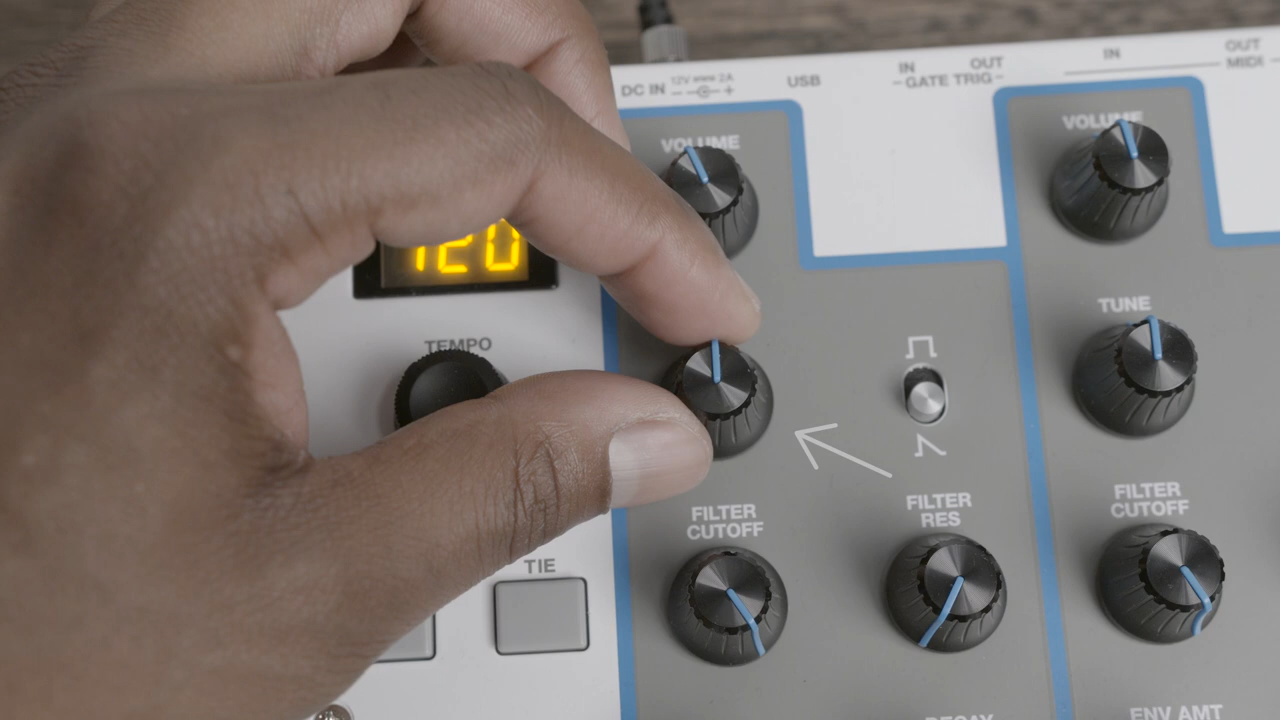 DC IN 12V 2A
- +
USB
IN OUT
GATE TRIG
IN OUT
MIDI
VOLUME
VOLUME
120
TUNE
TEMPO
FILTER
CUTOFF
FILTER
RES
FILTER
CUTOFF
TIE
DECAY
ENV AMT